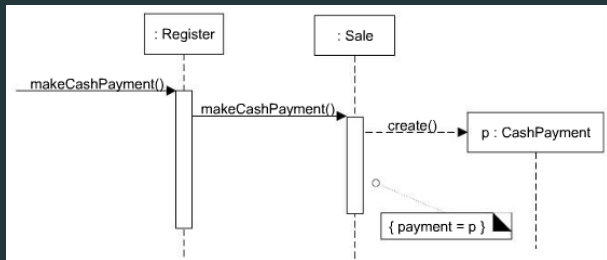 : Register
: Sale
makeCashPayment()
makeCashPayment()
create()
p : CashPayment
{ payment = p }